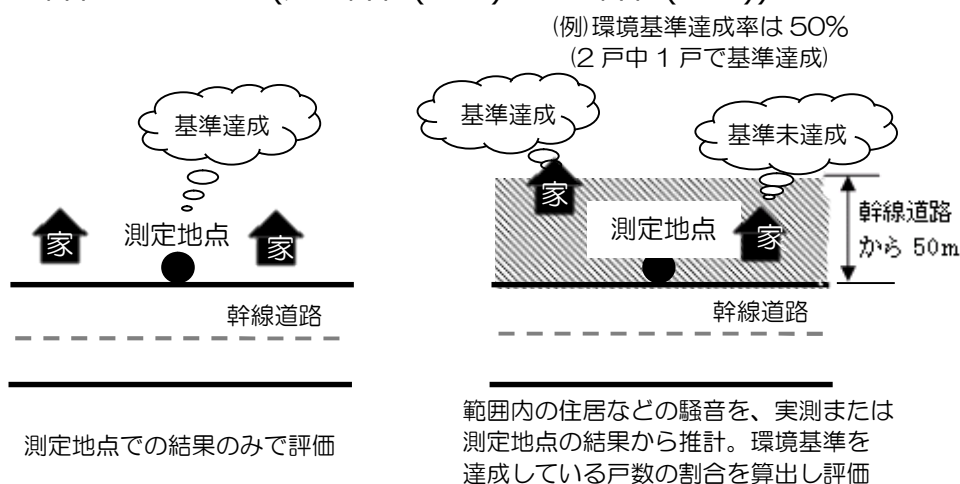 (例)環境基準達成率は 50%
(2 戸中 1 戸で基準達成)
基準達成
家
測定地点
家
幹線道路
測定地点での結果のみで評価
基準達成
基準未達成
家
測定地点
家
幹線道路
から 50m
幹線道路
範囲内の住居などの騒音を、実測または
測定地点の結果から推計。環境基準を
達成している戸数の割合を算出し評価